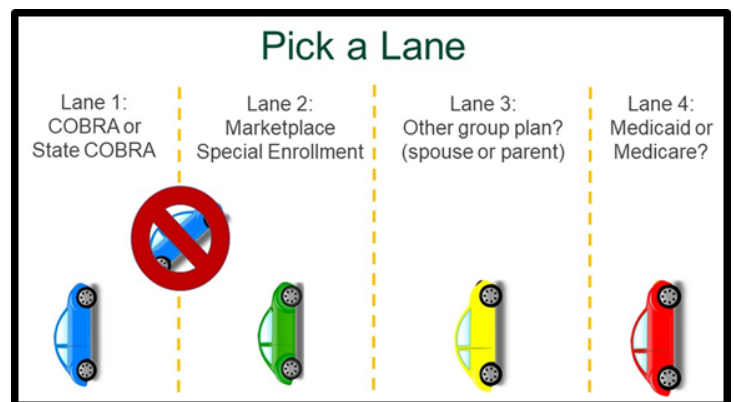 Pick a Lane
Lane 1:
COBRA or
State COBRA
Lane 2:
Marketplace
Special Enrollment
Lane 3:
Other group plan?
(spouse or parent)
Lane 4:
Medicaid or
Medicare?